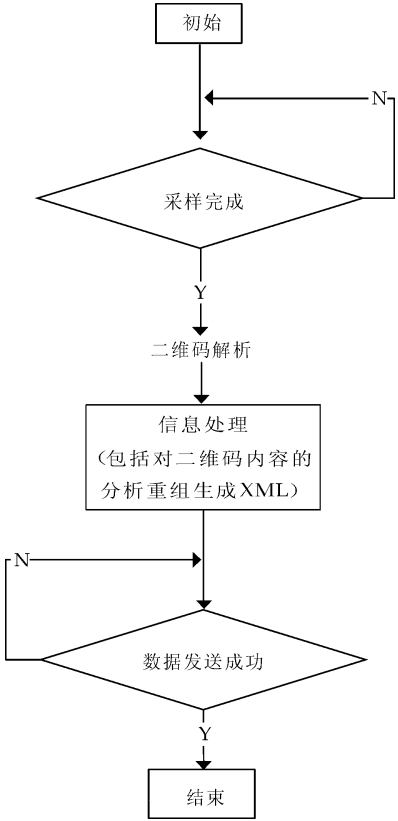 初始
N
采样完成
Y
二维码解析
信息处理
(包括对二维码内容的
分析重组生成XML)
N
数据发送成功
Y
结束